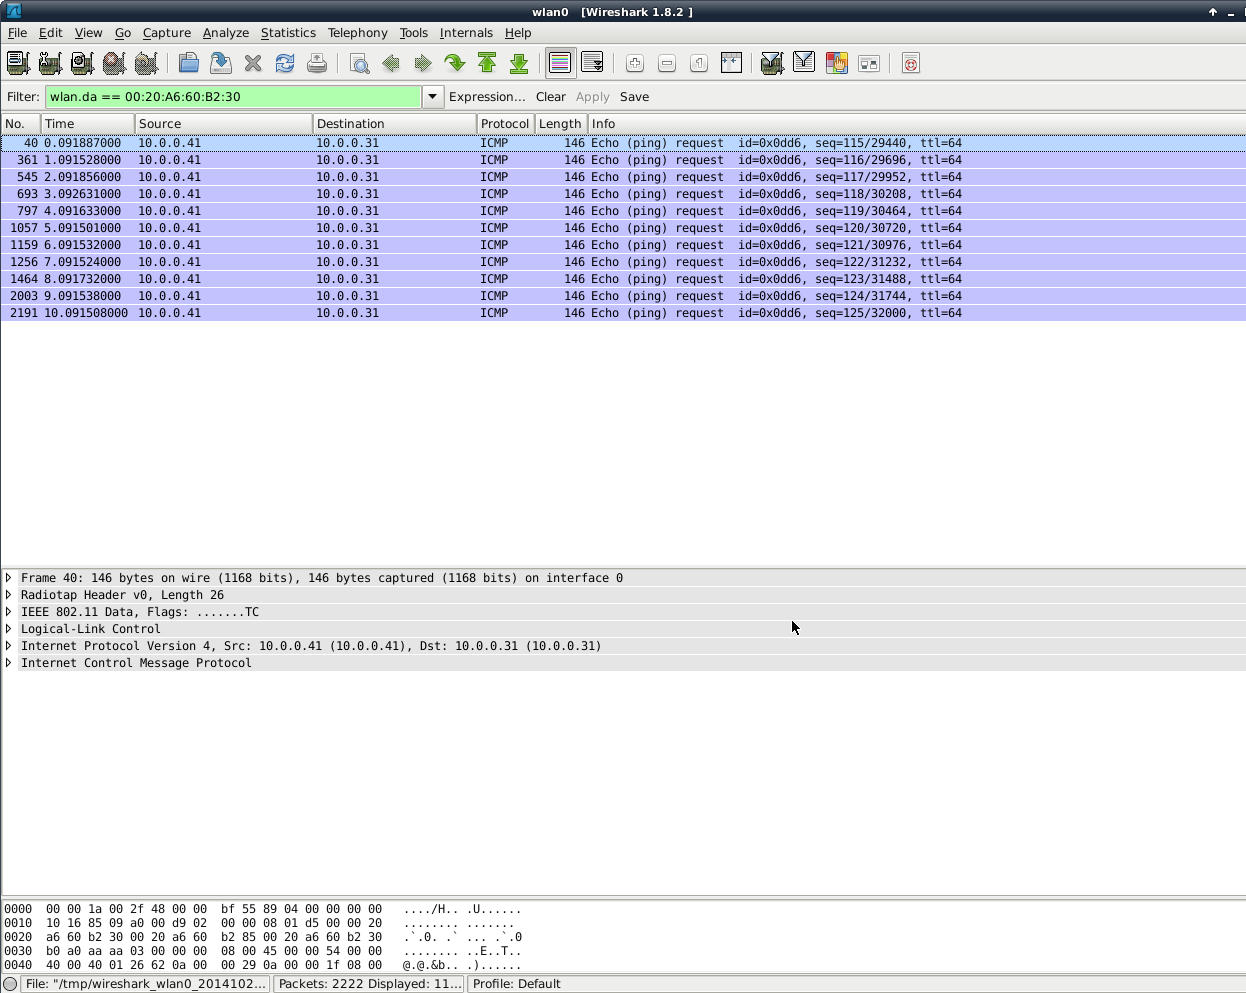 wlan0   [Wireshark 1.8.2 ]
File Edit View Go Capture Analyze Statistics Telephony Tools Internals Help
Filter: wlan.da == 00:20:A6:60:B2:30 Expression... Clear Apply Save
No. Time Source Destination Protocol Length Info
40 0.091887000 10.0.0.41 10.0.0.31 ICMP 146 Echo (ping) request  id=0x0dd6, seq=115/29440, ttl=64
361 1.091528000 10.0.0.41 10.0.0.31 ICMP 146 Echo (ping) request  id=0x0dd6, seq=116/29696, ttl=64
545 2.091856000 10.0.0.41 10.0.0.31 ICMP 146 Echo (ping) request  id=0x0dd6, seq=117/29952, ttl=64
693 3.092631000 10.0.0.41 10.0.0.31 ICMP 146 Echo (ping) request  id=0x0dd6, seq=118/30208, ttl=64
797 4.091633000 10.0.0.41 10.0.0.31 ICMP 146 Echo (ping) request  id=0x0dd6, seq=119/30464, ttl=64
1057 5.091501000 10.0.0.41 10.0.0.31 ICMP 146 Echo (ping) request  id=0x0dd6, seq=120/30720, ttl=64
1159 6.091532000 10.0.0.41 10.0.0.31 ICMP 146 Echo (ping) request  id=0x0dd6, seq=121/30976, ttl=64
1256 7.091524000 10.0.0.41 10.0.0.31 ICMP 146 Echo (ping) request  id=0x0dd6, seq=122/31232, ttl=64
1464 8.091732000 10.0.0.41 10.0.0.31 ICMP 146 Echo (ping) request  id=0x0dd6, seq=123/31488, ttl=64
2003 9.091538000 10.0.0.41 10.0.0.31 ICMP 146 Echo (ping) request  id=0x0dd6, seq=124/31744, ttl=64
2191 10.091508000 10.0.0.41 10.0.0.31 ICMP 146 Echo (ping) request  id=0x0dd6, seq=125/32000, ttl=64
Frame 40: 146 bytes on wire (1168 bits), 146 bytes captured (1168 bits) on interface 0
Radiotap Header v0, Length 26
IEEE 802.11 Data, Flags: .......TC
Logical-Link Control
Internet Protocol Version 4, Src: 10.0.0.41 (10.0.0.41), Dst: 10.0.0.31 (10.0.0.31)
Internet Control Message Protocol
0000  00 00 1a 00 2f 48 00 00  bf 55 89 04 00 00 00 00   ..../H.. .U......
0010  10 16 85 09 a0 00 d9 02  00 00 08 01 d5 00 00 20   ........ .......
0020  a6 60 b2 30 00 20 a6 60  b2 85 00 20 a6 60 b2 30   .`.0. .` ... .`.0
0030  b0 a0 aa aa 03 00 00 00  08 00 45 00 00 54 00 00   ........ ..E..T..
0040  40 00 40 01 26 62 0a 00  00 29 0a 00 00 1f 08 00   @.@.&b.. .)......
File: "/tmp/wireshark_wlan0_2014102... Packets: 2222 Displayed: 11... Profile: Default